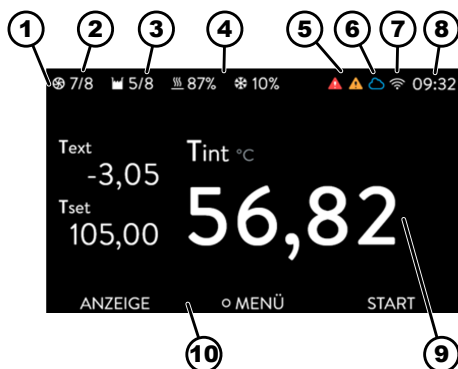 1 2 3 4 5 6 7 8
7/8 5/8 87% 10% 09:32
Text
-3,05
Tset
105,00
Tint °C
56,82
ANZEIGE MENÜ START
10 9